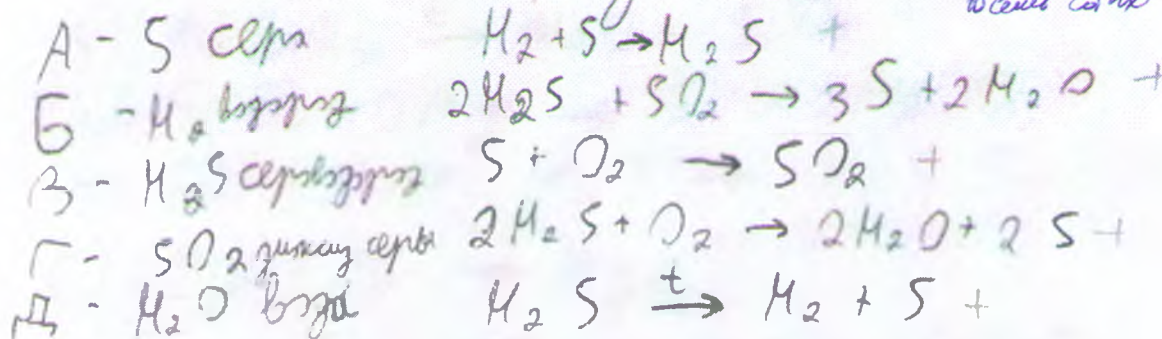 А - S сера H₂ + S → H₂S +
Б - H₂ водород 2H₂S + SO₂ → 3S + 2H₂O +
В - H₂S сероводород S + O₂ → SO₂ +
Г - SO₂ диоксид серы 2H₂S + O₂ → 2H₂O + 2S +
Д - H₂O вода H₂S →ᵗ H₂ + S +